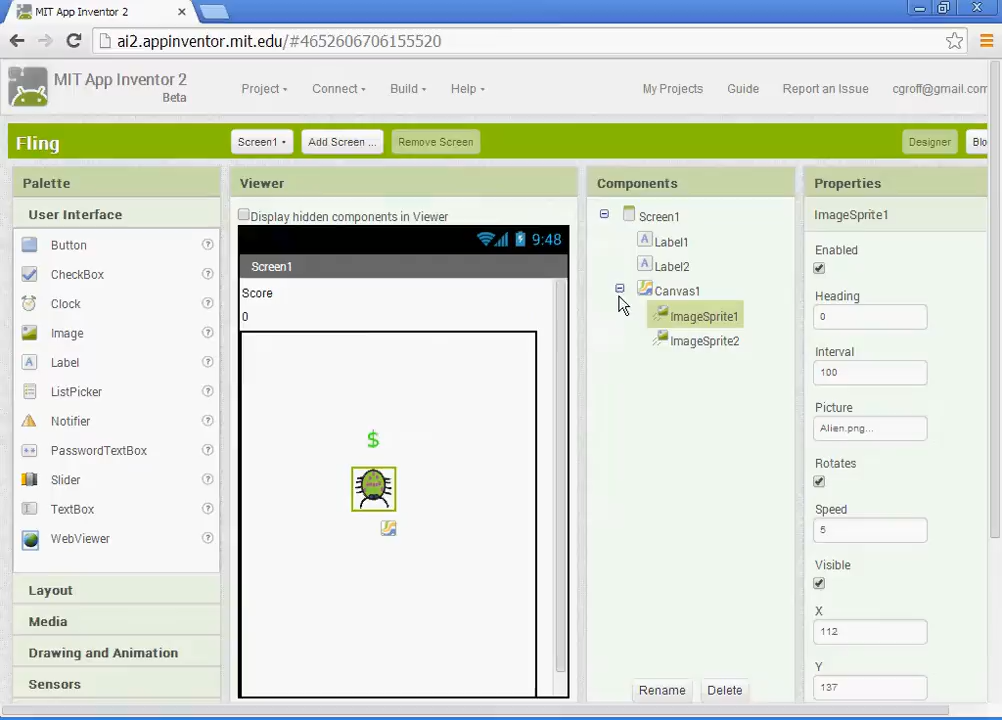 MIT App Inventor 2
ai2.appinventor.mit.edu/#4652606706155520
MIT App Inventor 2
Beta
Project
Connect
Build
Help
My Projects
Guide
Report an Issue
cgroff@gmail.com
Fling
Screen1
Add Screen ...
Remove Screen
Designer
Blo
Palette
User Interface
Button
CheckBox
Clock
Image
Label
ListPicker
Notifier
PasswordTextBox
Slider
TextBox
WebViewer
Layout
Media
Drawing and Animation
Sensors
Viewer
Display hidden components in Viewer
9:48
Screen1
Score
0
$
Components
Screen1
Label1
Label2
Canvas1
ImageSprite1
ImageSprite2
Rename
Delete
Properties
ImageSprite1
Enabled
Heading
0
Interval
100
Picture
Alien.png...
Rotates
Speed
5
Visible
X
112
Y
137